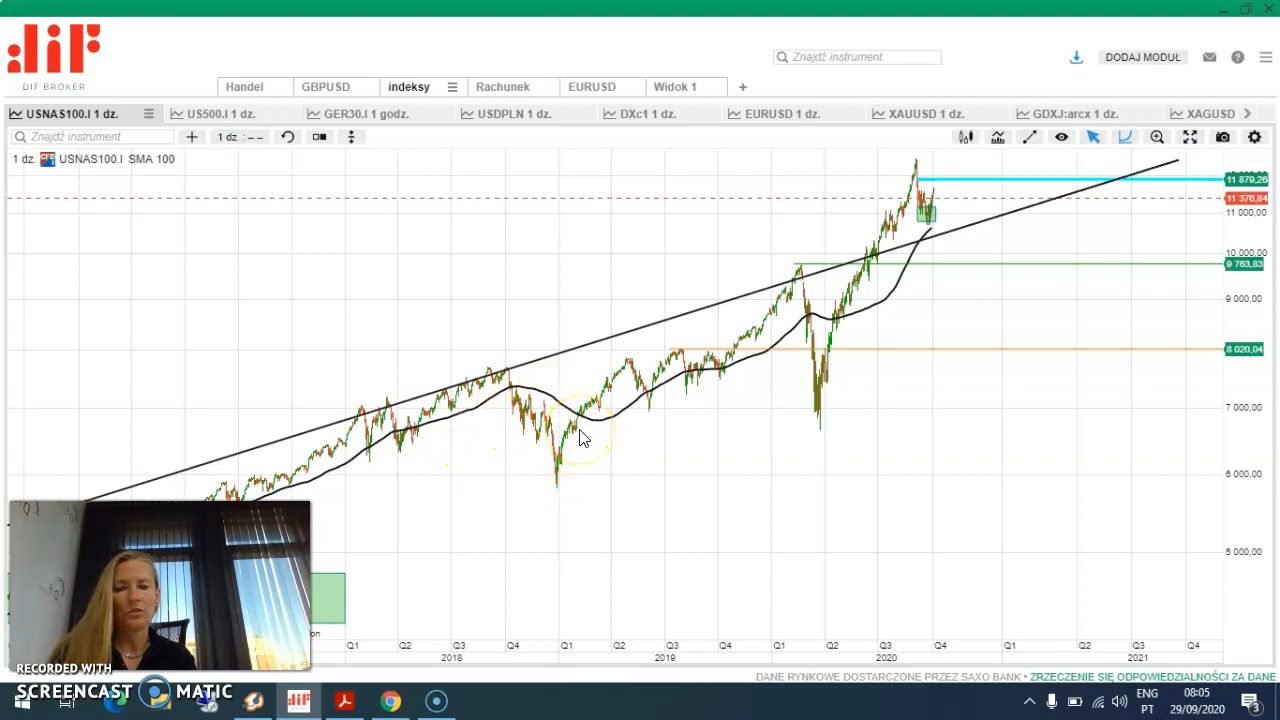 dif
DIF BRÓKER
Znajdź instrument
DODAJ MODUŁ
Handel
GBPUSD
indeksy
Rachunek
EURUSD
Widok 1
+
USNAS100.I 1 dz.
US500.I 1 dz.
GER30.I 1 godz.
USDPLN 1 dz.
DXc1 1 dz.
EURUSD 1 dz.
XAUUSD 1 dz.
GDXJ:arcx 1 dz.
XAGUSD
Znajdź instrument
1 dz. : – –
1 dz. CFD USNAS100.I SMA 100
11 879,26
11 376,84
11 000,00
10 000,00
9 763,83
9 000,00
8 020,04
7 000,00
6 000,00
5 000,00
on
Q1 Q2 Q3 Q4 Q1 Q2 Q3 Q1 Q2 Q3 Q4 Q1 Q2 Q3 Q4
2018 2019 2020 2021
DANE RYNKOWE DOSTARCZONE PRZEZ SAXO BANK • ZRZECZENIE SIĘ ODPOWIEDZIALNOŚCI ZA DANE
RECORDED WITH
SCREENCAST MATIC
ENG
PT
08:05
29/09/2020
3